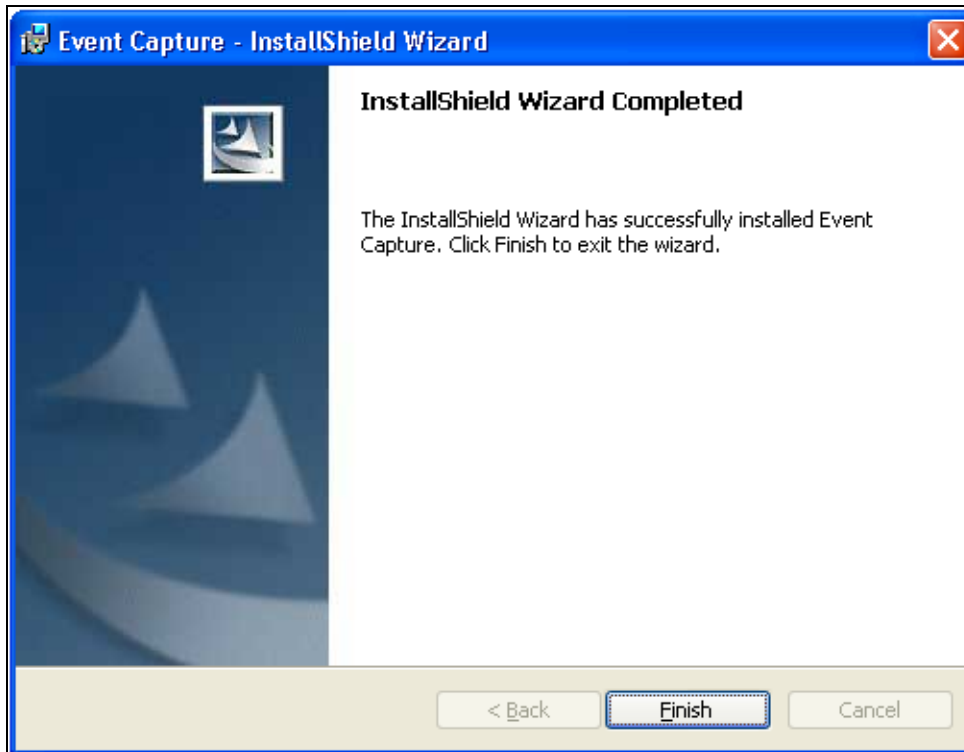 Event Capture - InstallShield Wizard
InstallShield Wizard Completed
The InstallShield Wizard has successfully installed Event
Capture. Click Finish to exit the wizard.
< Back
Finish
Cancel